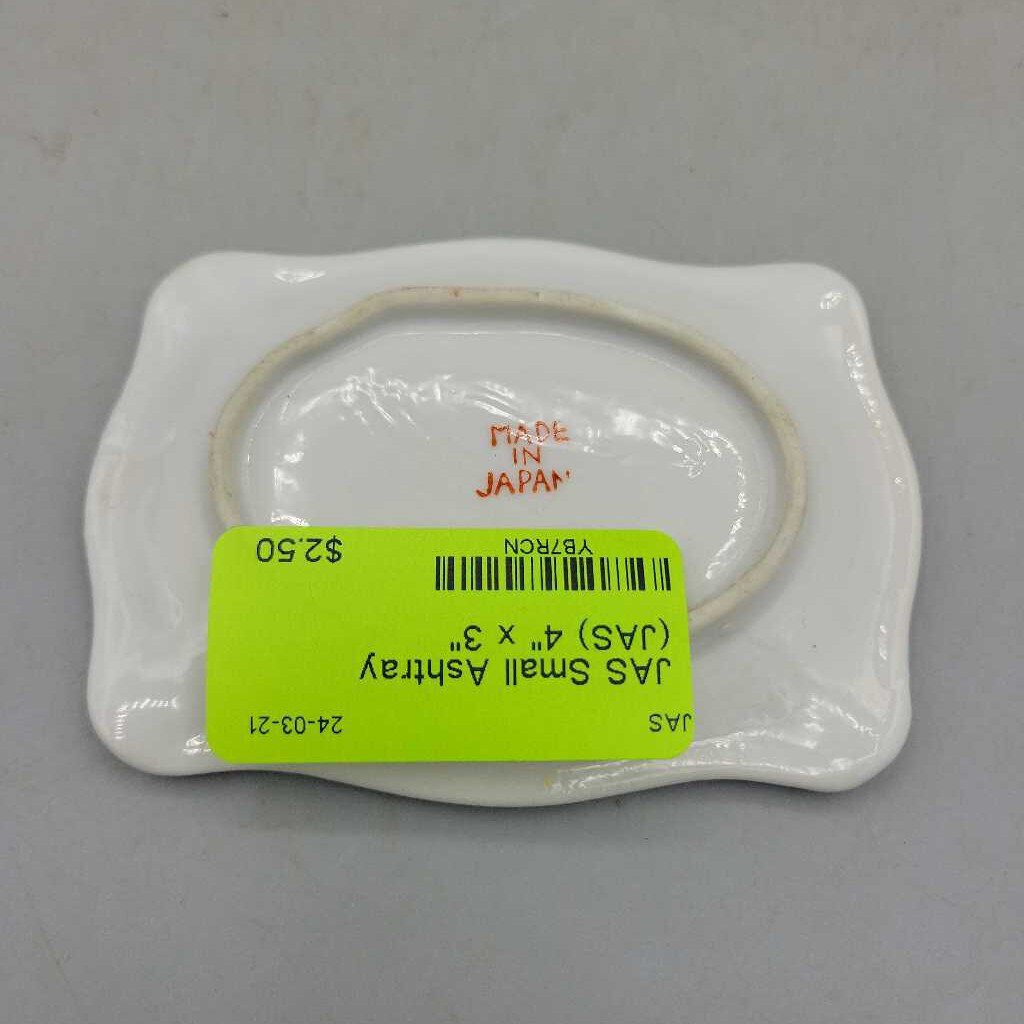 MADE
IN
JAPAN
JAS 24-03-21
JAS Small Ashtray
(JAS) 4" x 3"
YB7RCN
$2.50